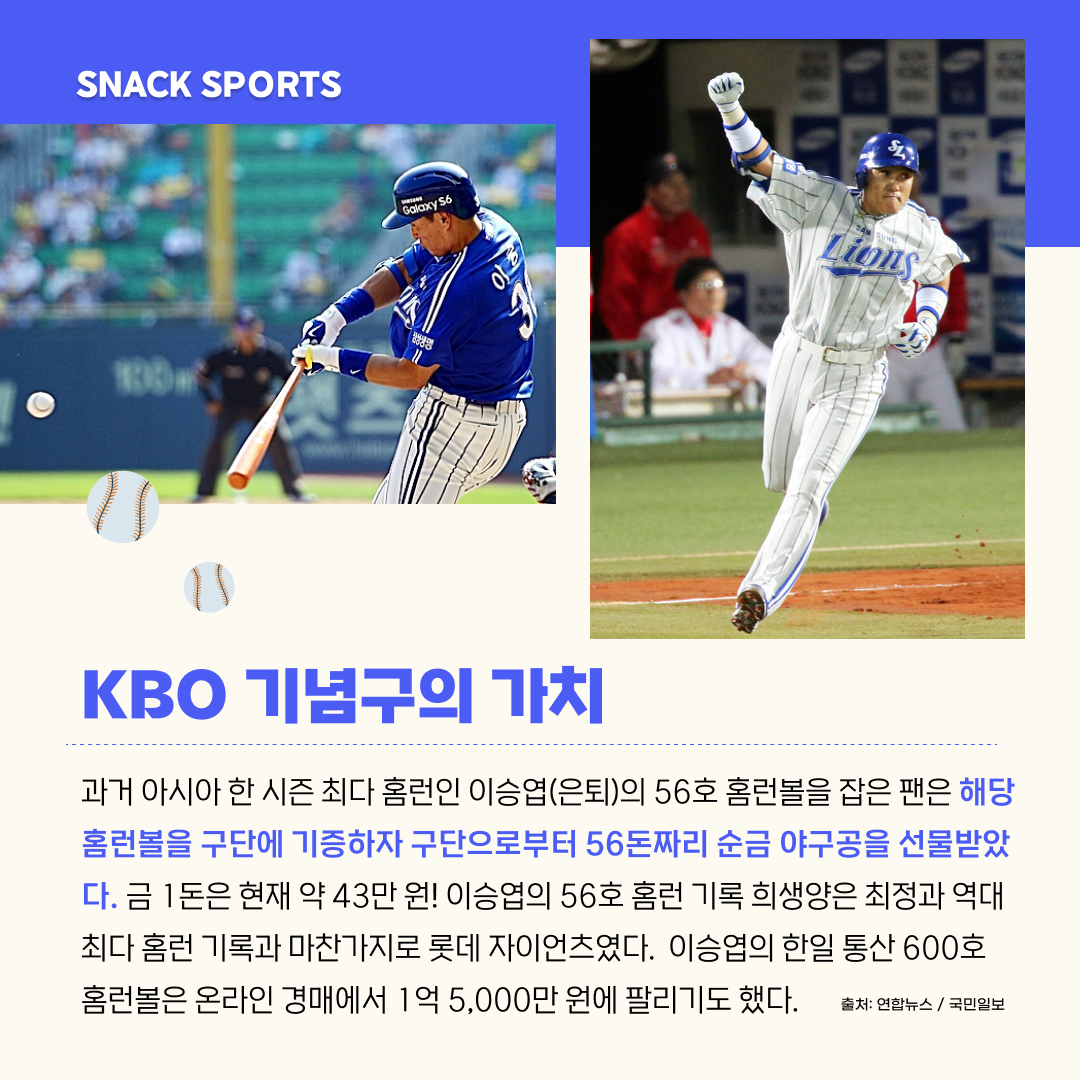 SNACK SPORTS
SAMSUNG
Galaxy S6
삼성생명
100m
SL
SAMSUNG
Lions
KBO 기념구의 가치
과거 아시아 한 시즌 최다 홈런인 이승엽(은퇴)의 56호 홈런볼을 잡은 팬은 해당
홈런볼을 구단에 기증하자 구단으로부터 56돈짜리 순금 야구공을 선물받았
다. 금 1돈은 현재 약 43만 원! 이승엽의 56호 홈런 기록 희생양은 최정과 역대
최다 홈런 기록과 마찬가지로 롯데 자이언츠였다. 이승엽의 한일 통산 600호
홈런볼은 온라인 경매에서 1억 5,000만 원에 팔리기도 했다.
출처: 연합뉴스 / 국민일보